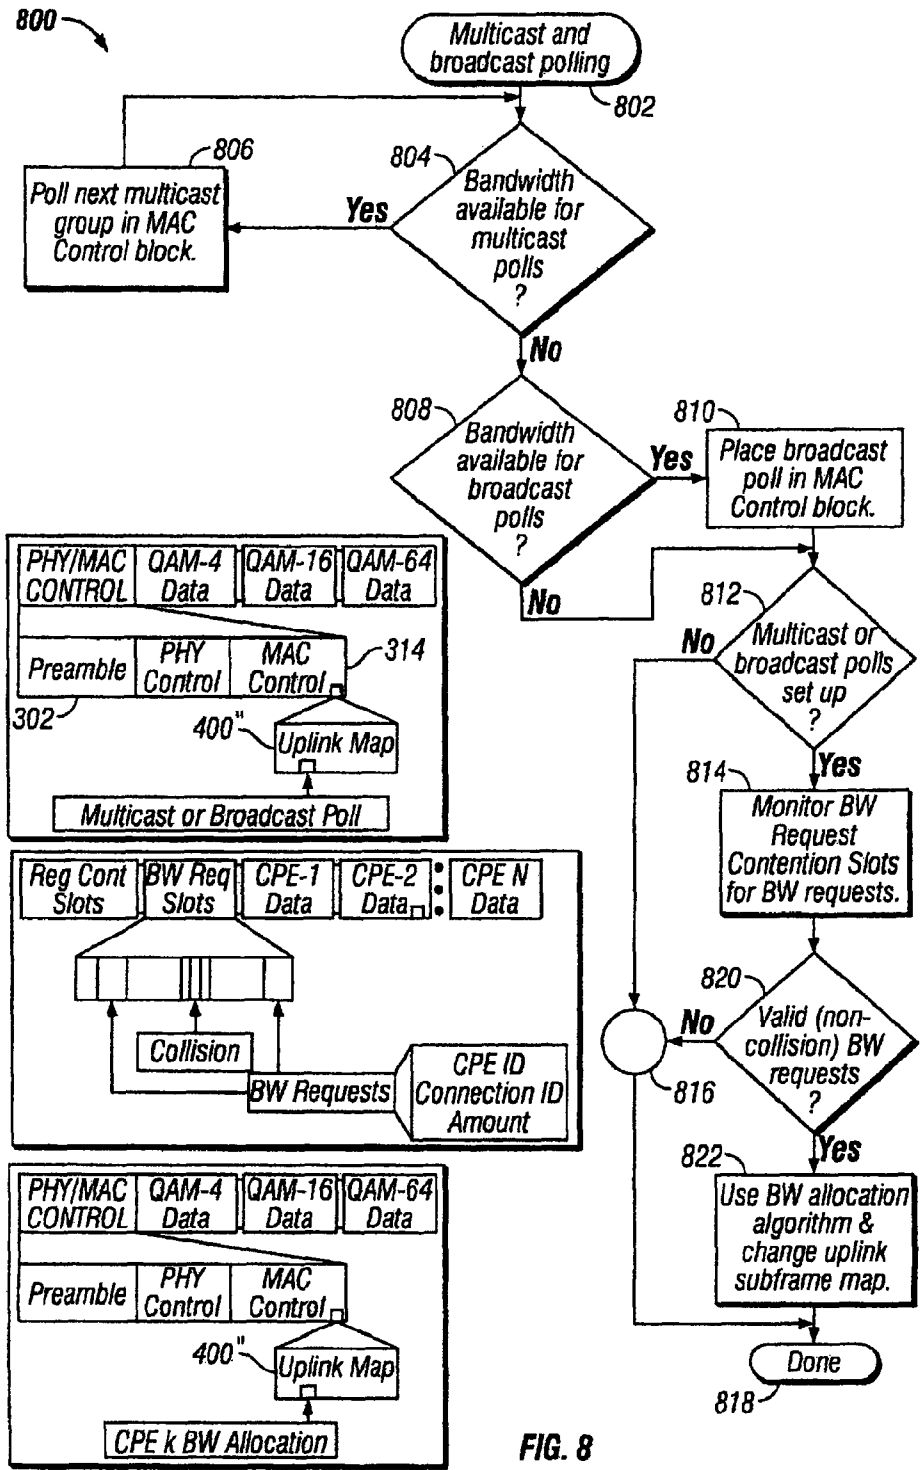 800
Multicast and
broadcast polling
802
806
Poll next multicast
group in MAC
Control block.
Yes
804
Bandwidth
available for
multicast
polls
?
No
808
Bandwidth
available for
broadcast
polls
?
Yes
No
810
Place broadcast
poll in MAC
Control block.
812
Multicast or
broadcast polls
set up
?
No
Yes
814
Monitor BW
Request
Contention Slots
for BW requests.
820
Valid (non-
collision) BW
requests
?
No
816
Yes
822
Use BW allocation
algorithm &
change uplink
subframe map.
Done
818
PHY/MAC
CONTROL
QAM-4
Data
QAM-16
Data
QAM-64
Data
Preamble
PHY
Control
MAC
Control
314
302
400"
Uplink Map
Multicast or Broadcast Poll
Reg Cont
Slots
BW Req
Slots
CPE-1
Data
CPE-2
Data
CPE N
Data
Collision
BW Requests
CPE ID
Connection ID
Amount
PHY/MAC
CONTROL
QAM-4
Data
QAM-16
Data
QAM-64
Data
Preamble
PHY
Control
MAC
Control
400"
Uplink Map
CPE k BW Allocation
FIG. 8